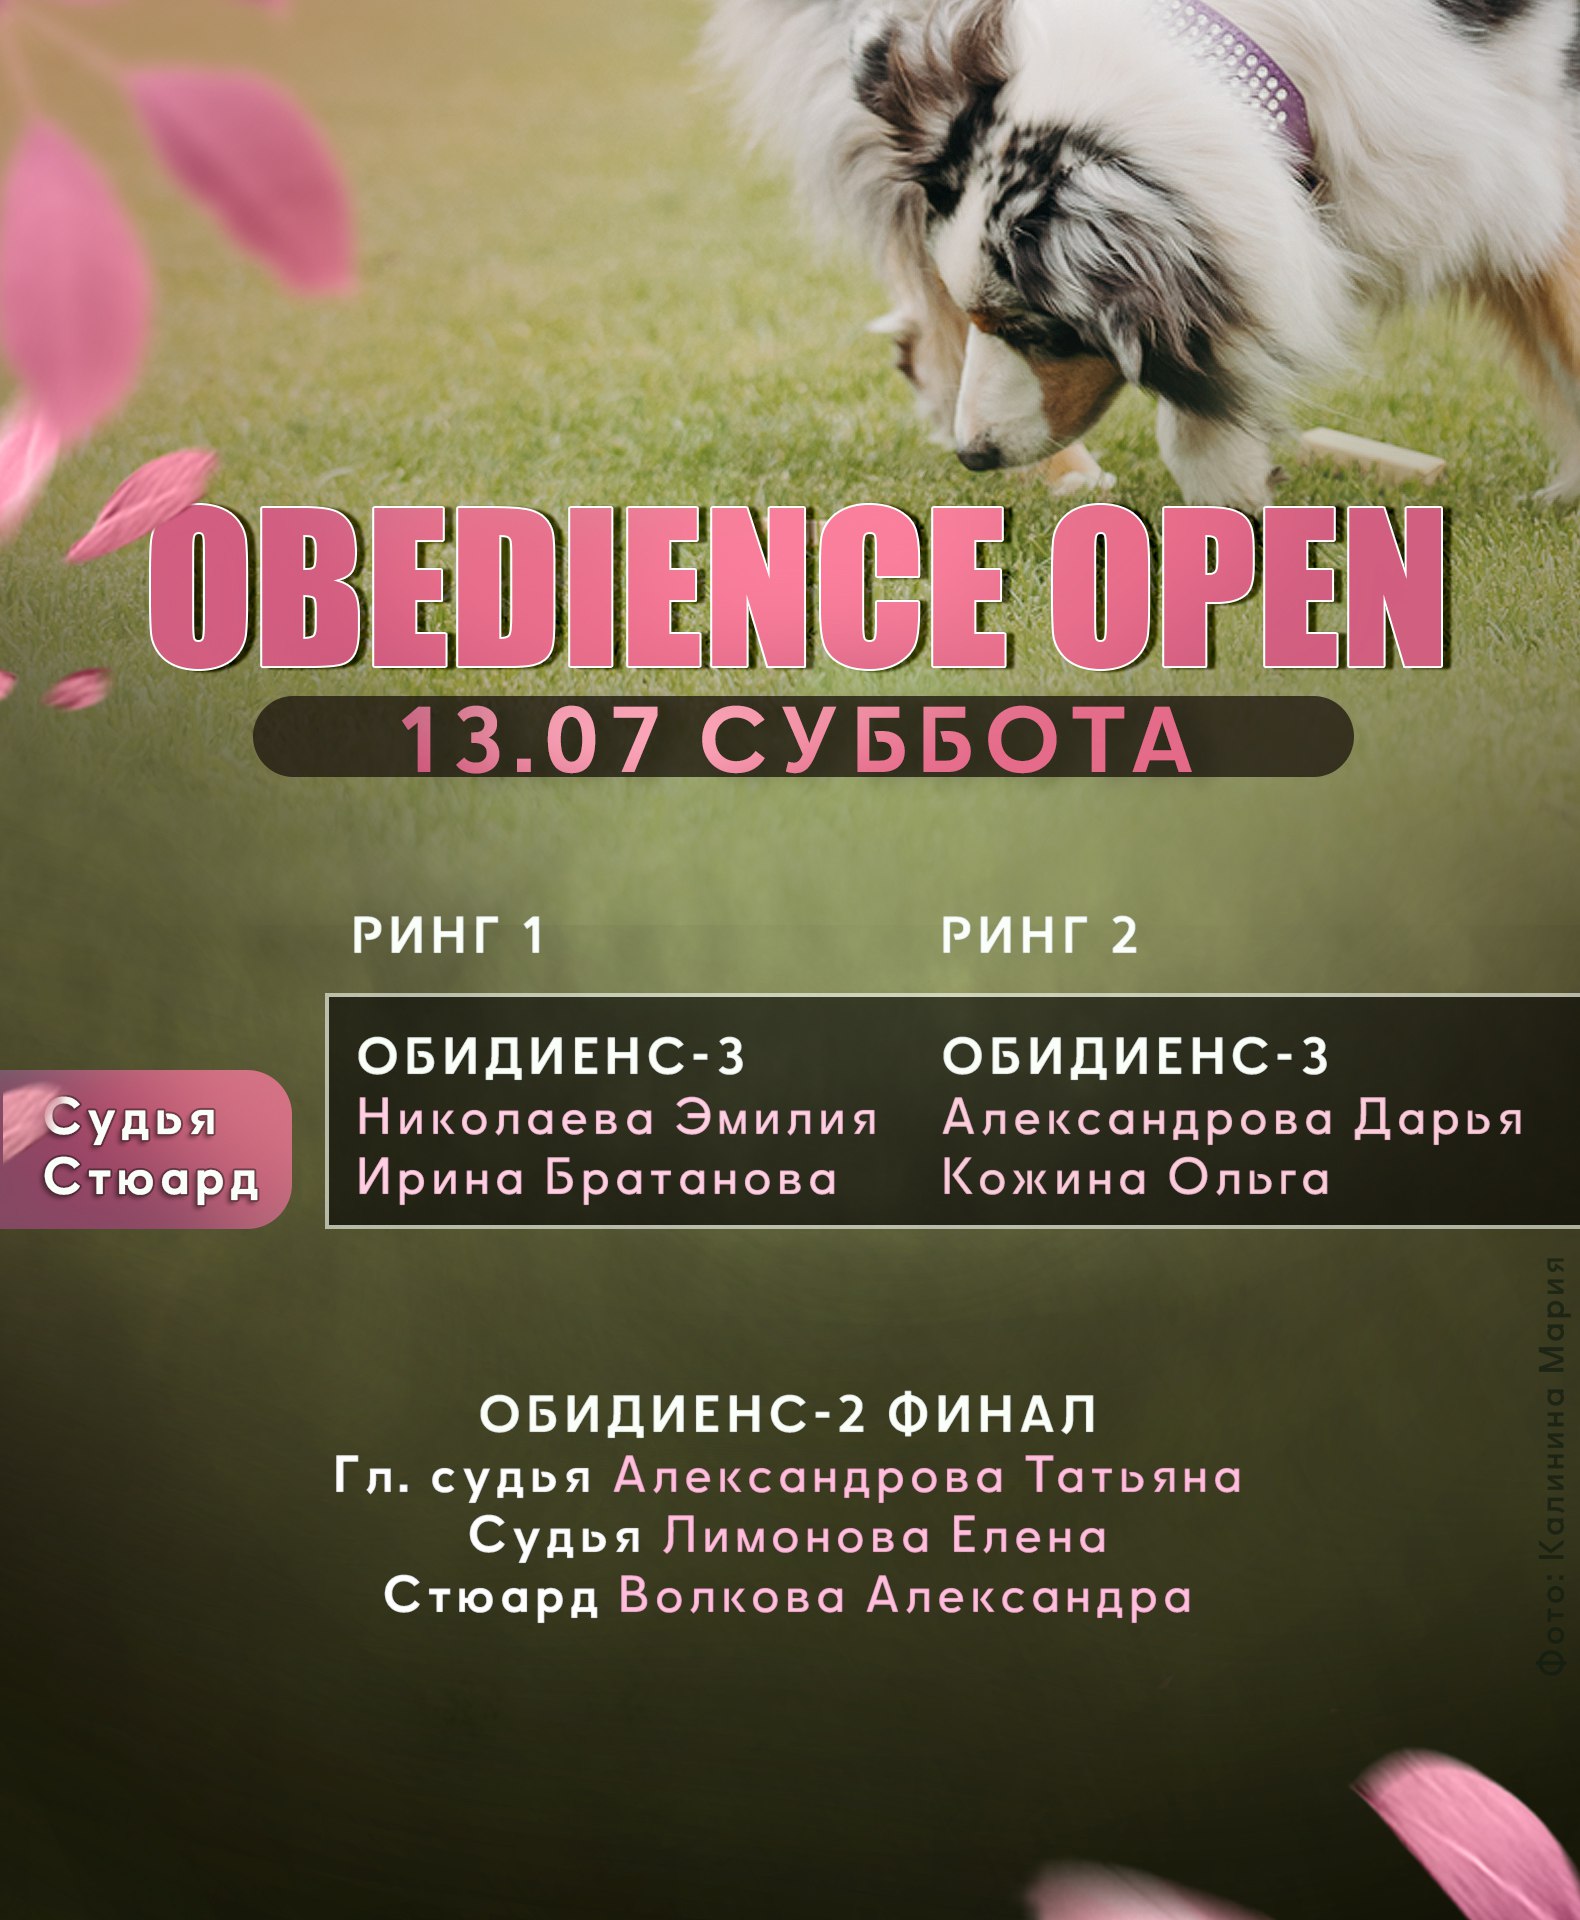 OBEDIENCE OPEN
13.07 СУББОТА
РИНГ 1 РИНГ 2
ОБИДИЕНС-3 ОБИДИЕНС-3
Судья Николаева Эмилия Александрова Дарья
Стюард Ирина Братанова Кожина Ольга
ОБИДИЕНС-2 ФИНАЛ
Гл. судья Александрова Татьяна
Судья Лимонова Елена
Стюард Волкова Александра
Фото: Калинина Мария